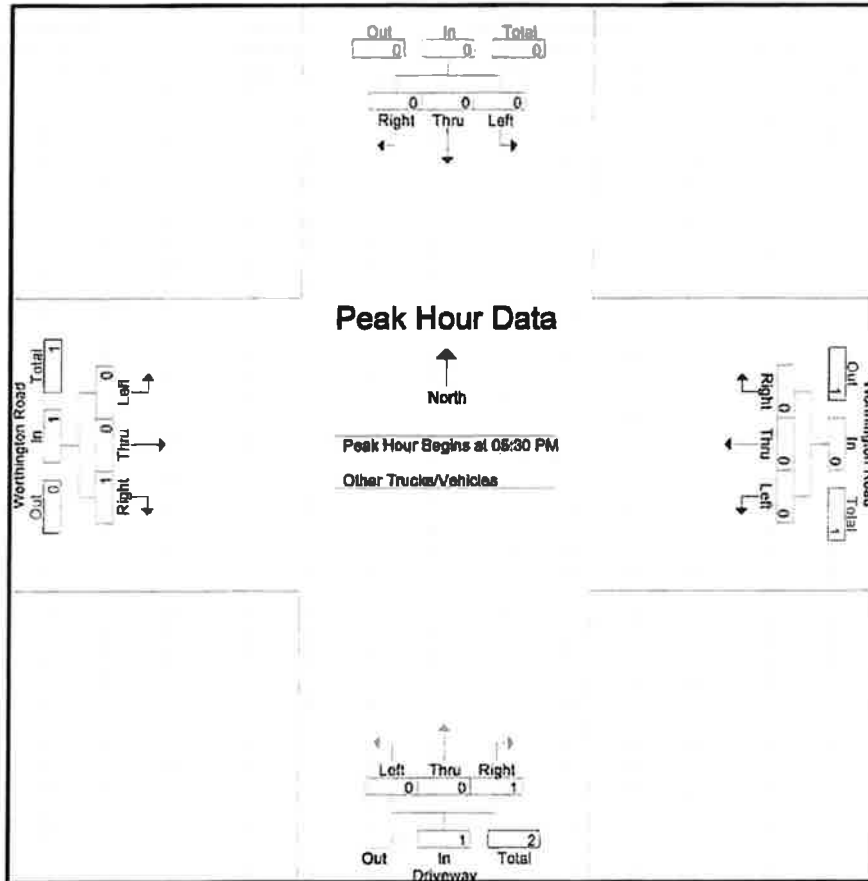 Out In Total
0 0 0
0 0 0
Right Thru Left
Peak Hour Data
North
Peak Hour Begins at 05:30 PM
Other Trucks/Vehicles
Worthington Road
Out In Total
0 1 1
Right Thru Left
1 0 0
Right Thru Left
0 0 0
Out In Total
1 0 1
Left Thru Right
0 0 1
1 2
Out In Total
Driveway